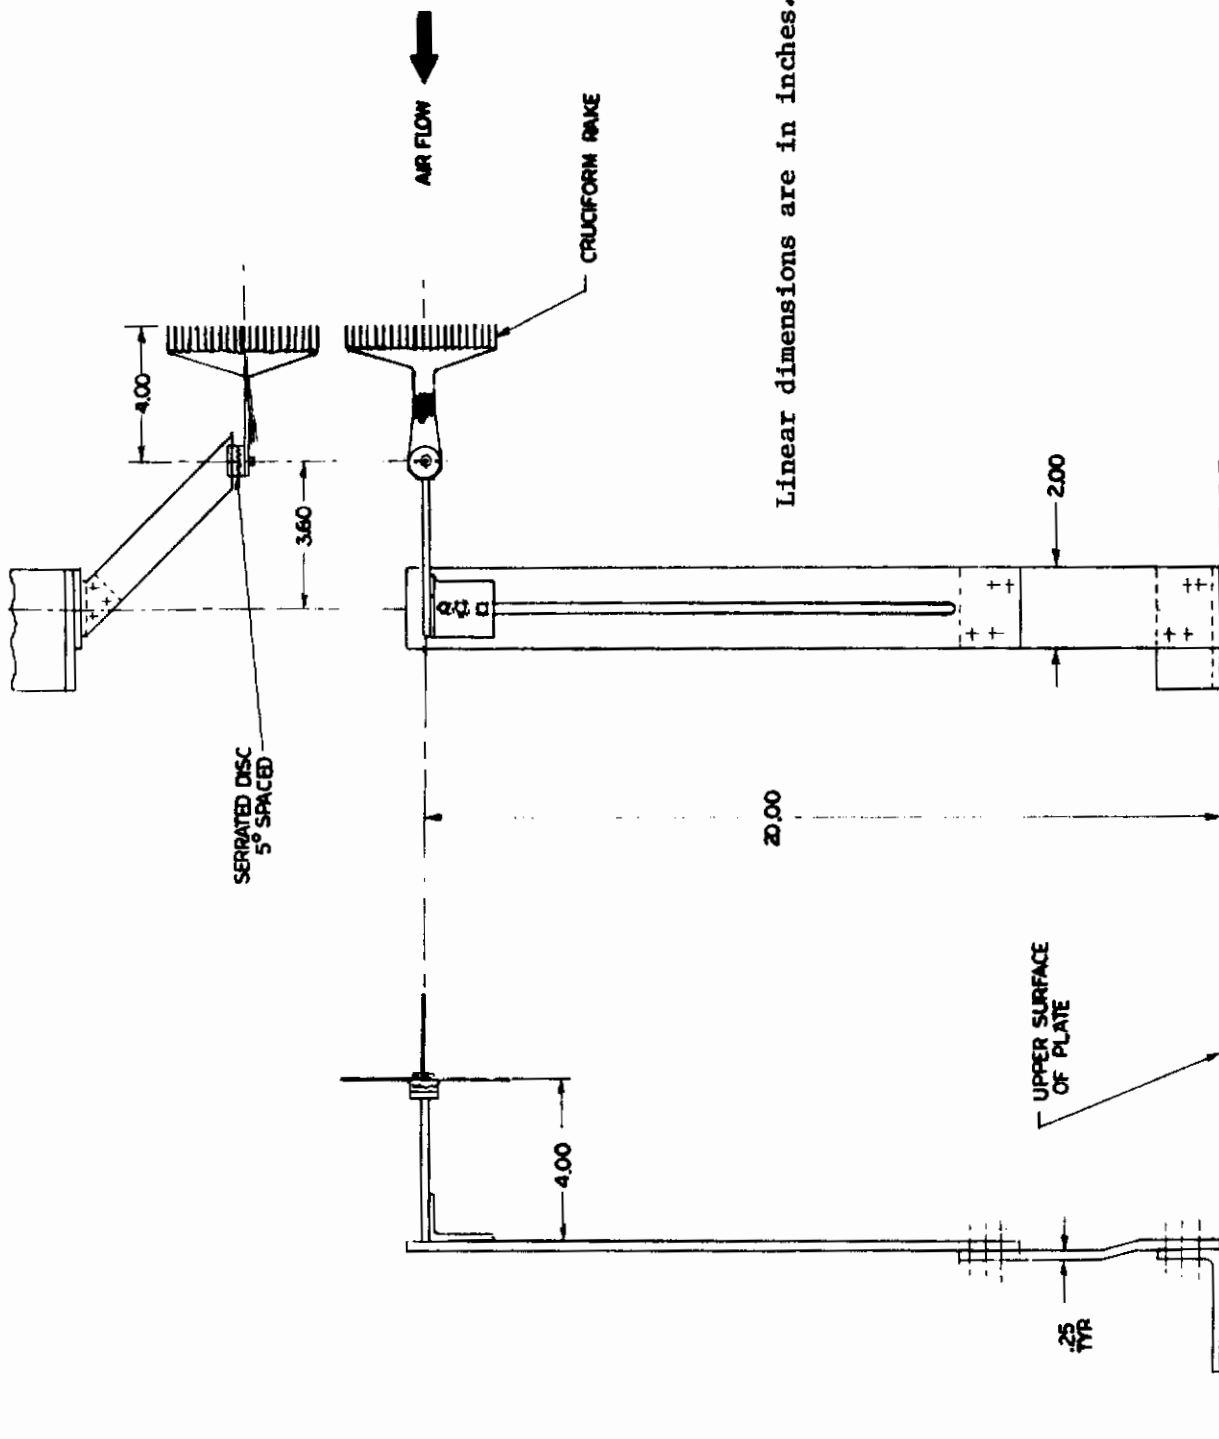 AIR FLOW
CRUCIFORM RAKE
4.00
3.60
SERRATED DISC
5° SPACED
Linear dimensions are in inches.
2.00
20.00
UPPER SURFACE
OF PLATE
4.00
.25
TYP.